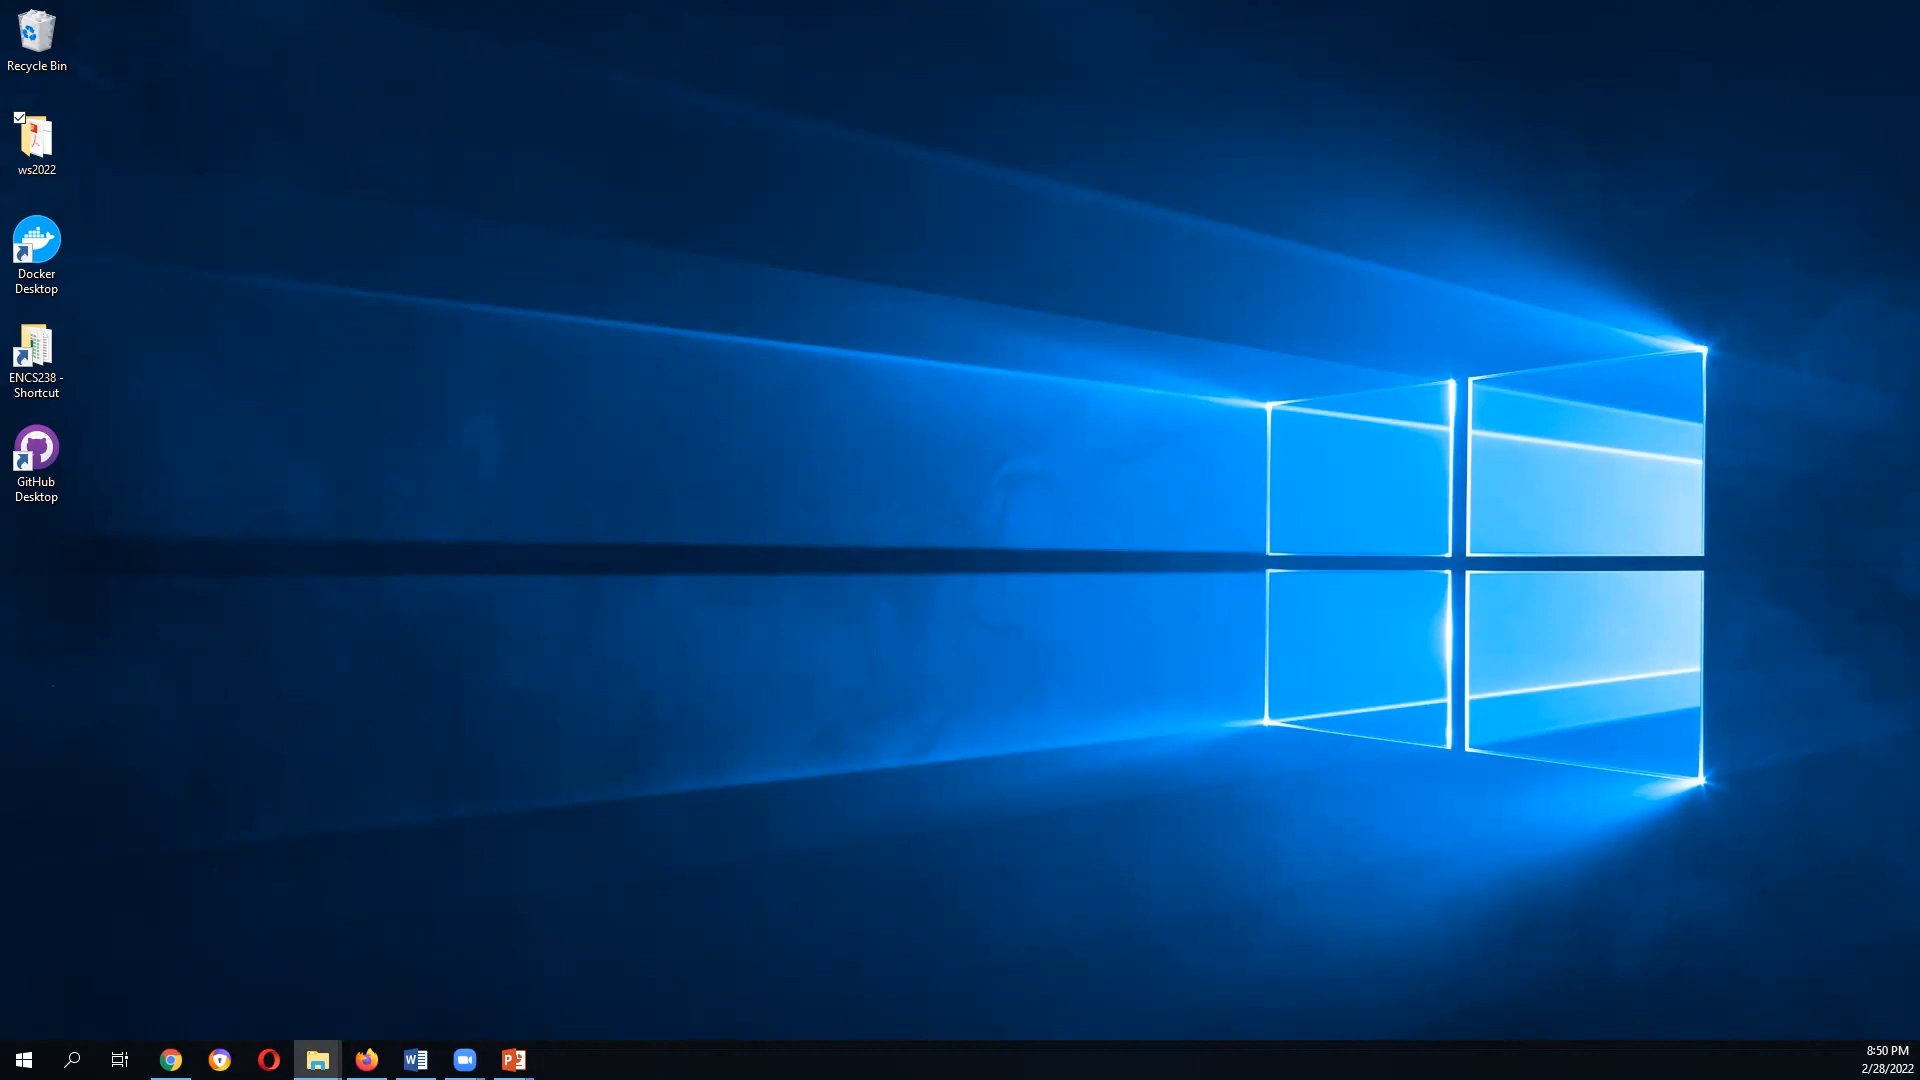 Recycle Bin
ws2022
Docker
Desktop
ENCS238 -
Shortcut
GitHub
Desktop
8:50 PM
2/28/2022